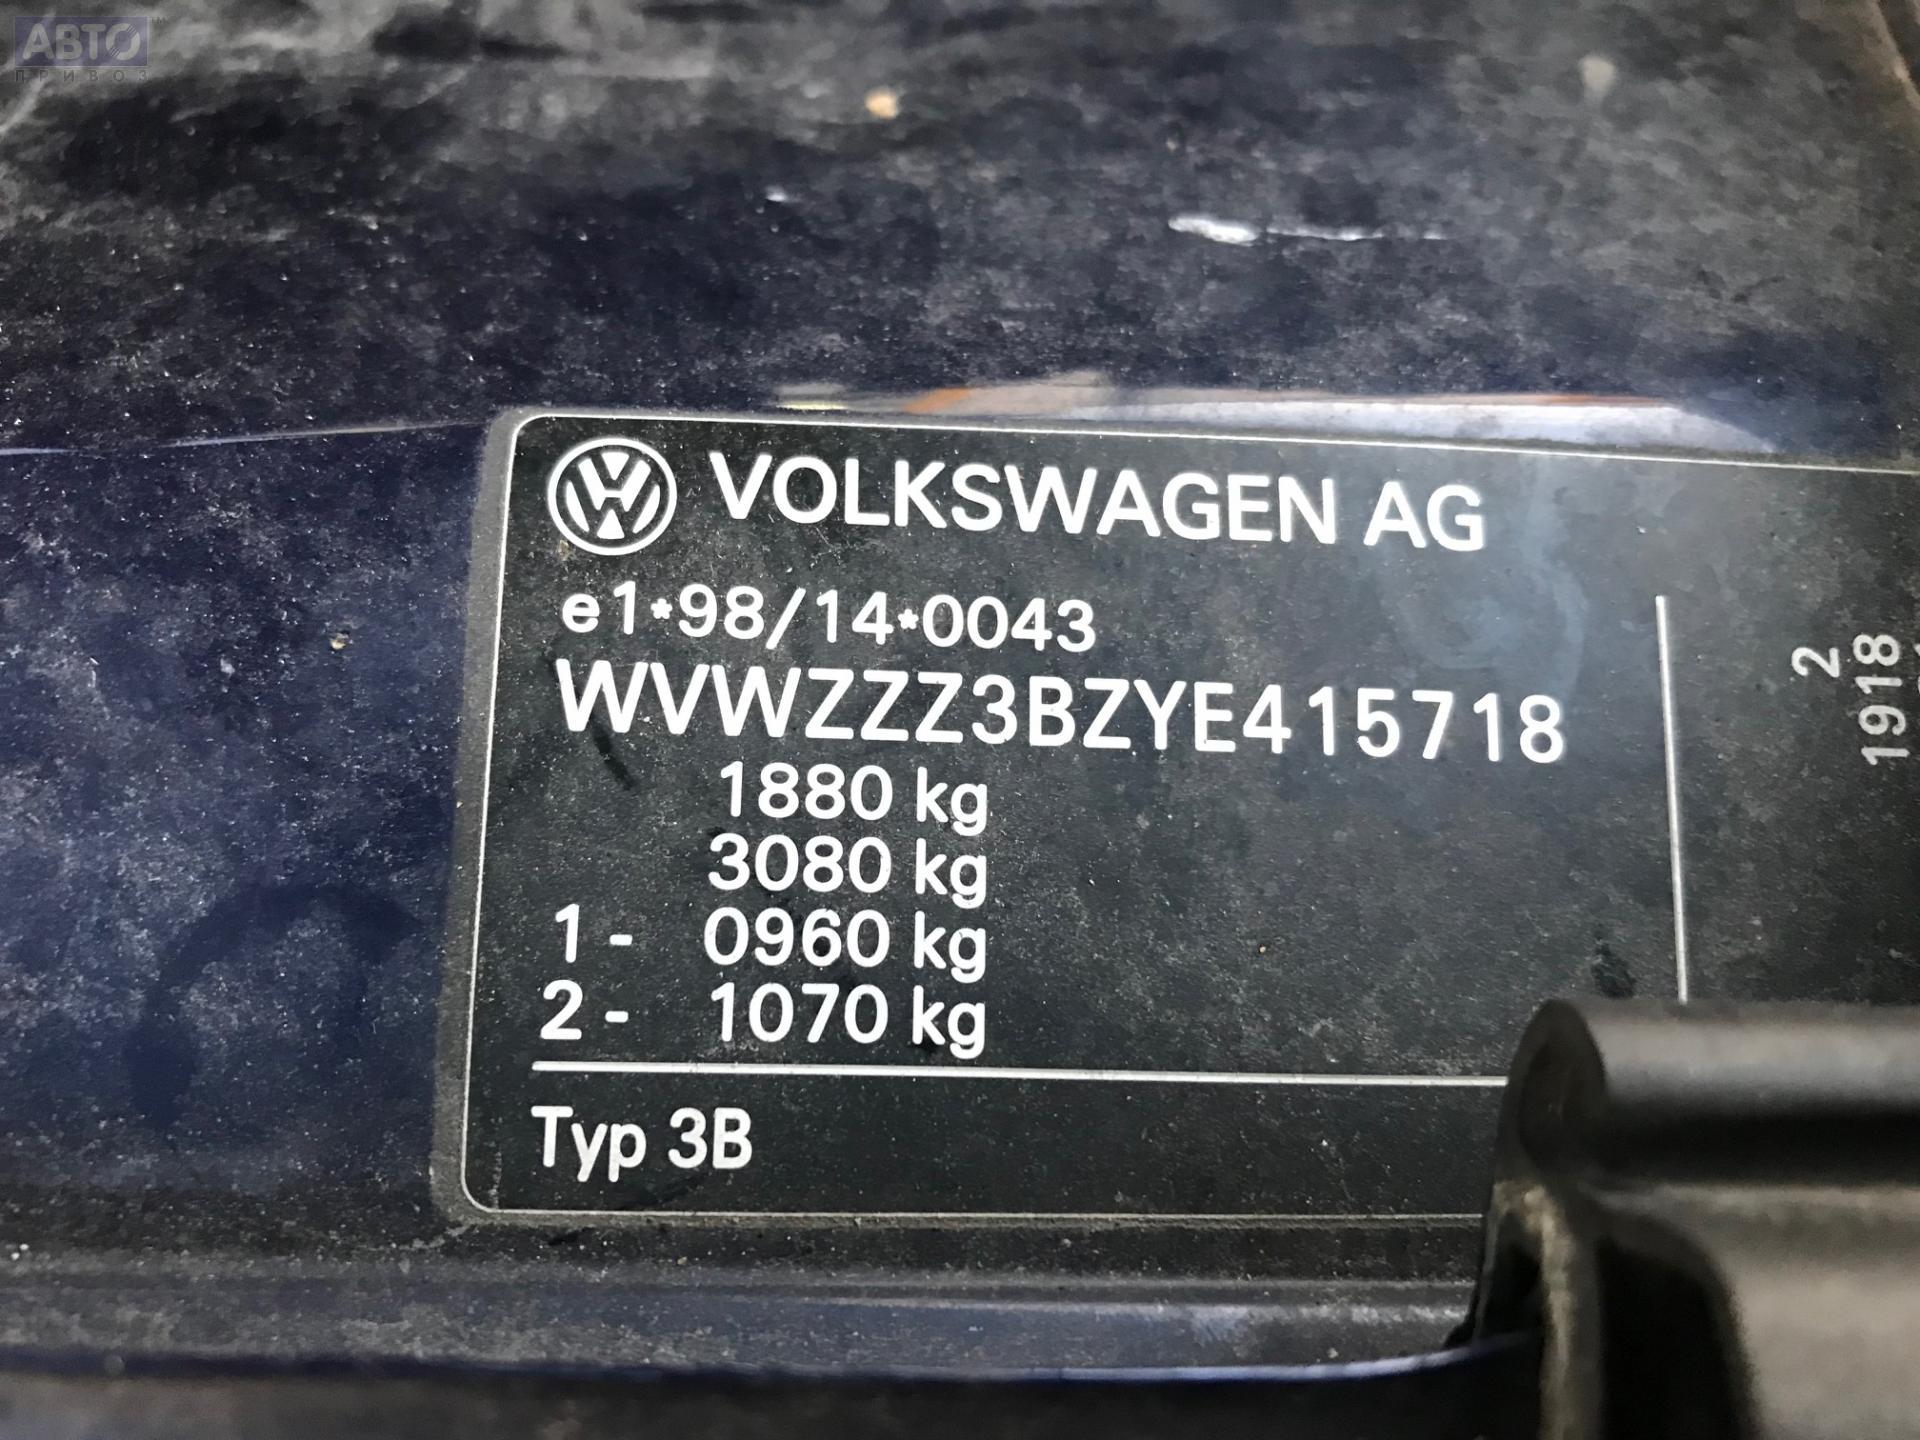 АВТО
ПРИВОЗ
VOLKSWAGEN AG
e1*98/14*0043
WVWZZZ3BZYE415718
1880 kg
3080 kg
1 - 0960 kg
2 - 1070 kg
Typ 3B
2
1918